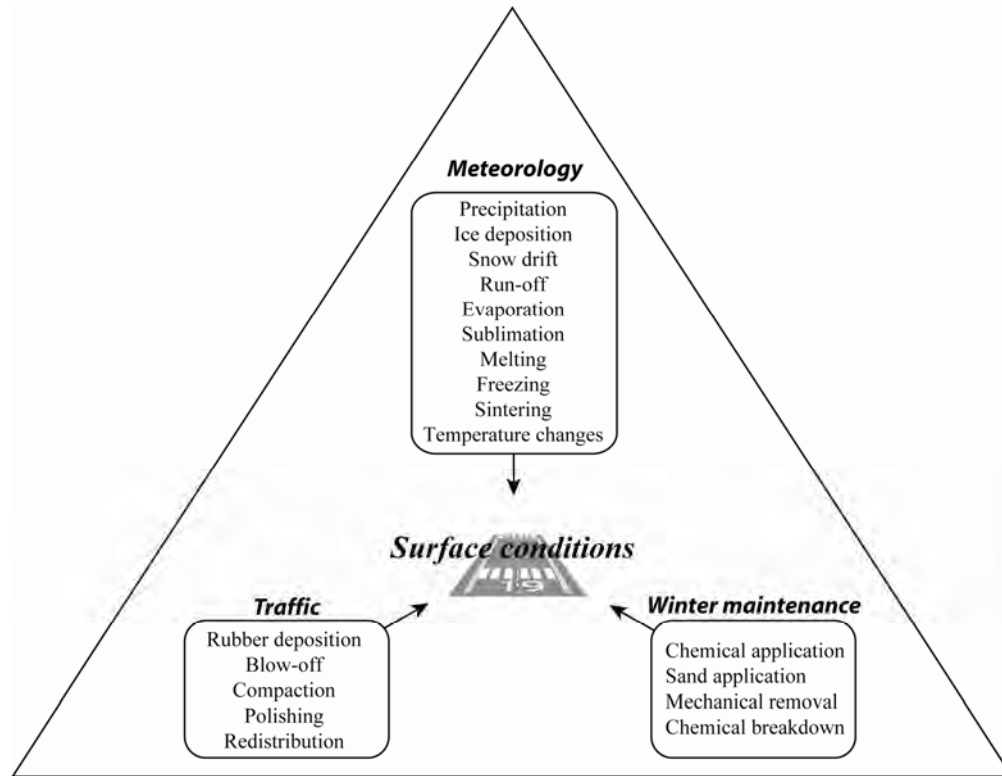 Meteorology
Precipitation
Ice deposition
Snow drift
Run-off
Evaporation
Sublimation
Melting
Freezing
Sintering
Temperature changes
Surface conditions
19
Traffic
Rubber deposition
Blow-off
Compaction
Polishing
Redistribution
Winter maintenance
Chemical application
Sand application
Mechanical removal
Chemical breakdown